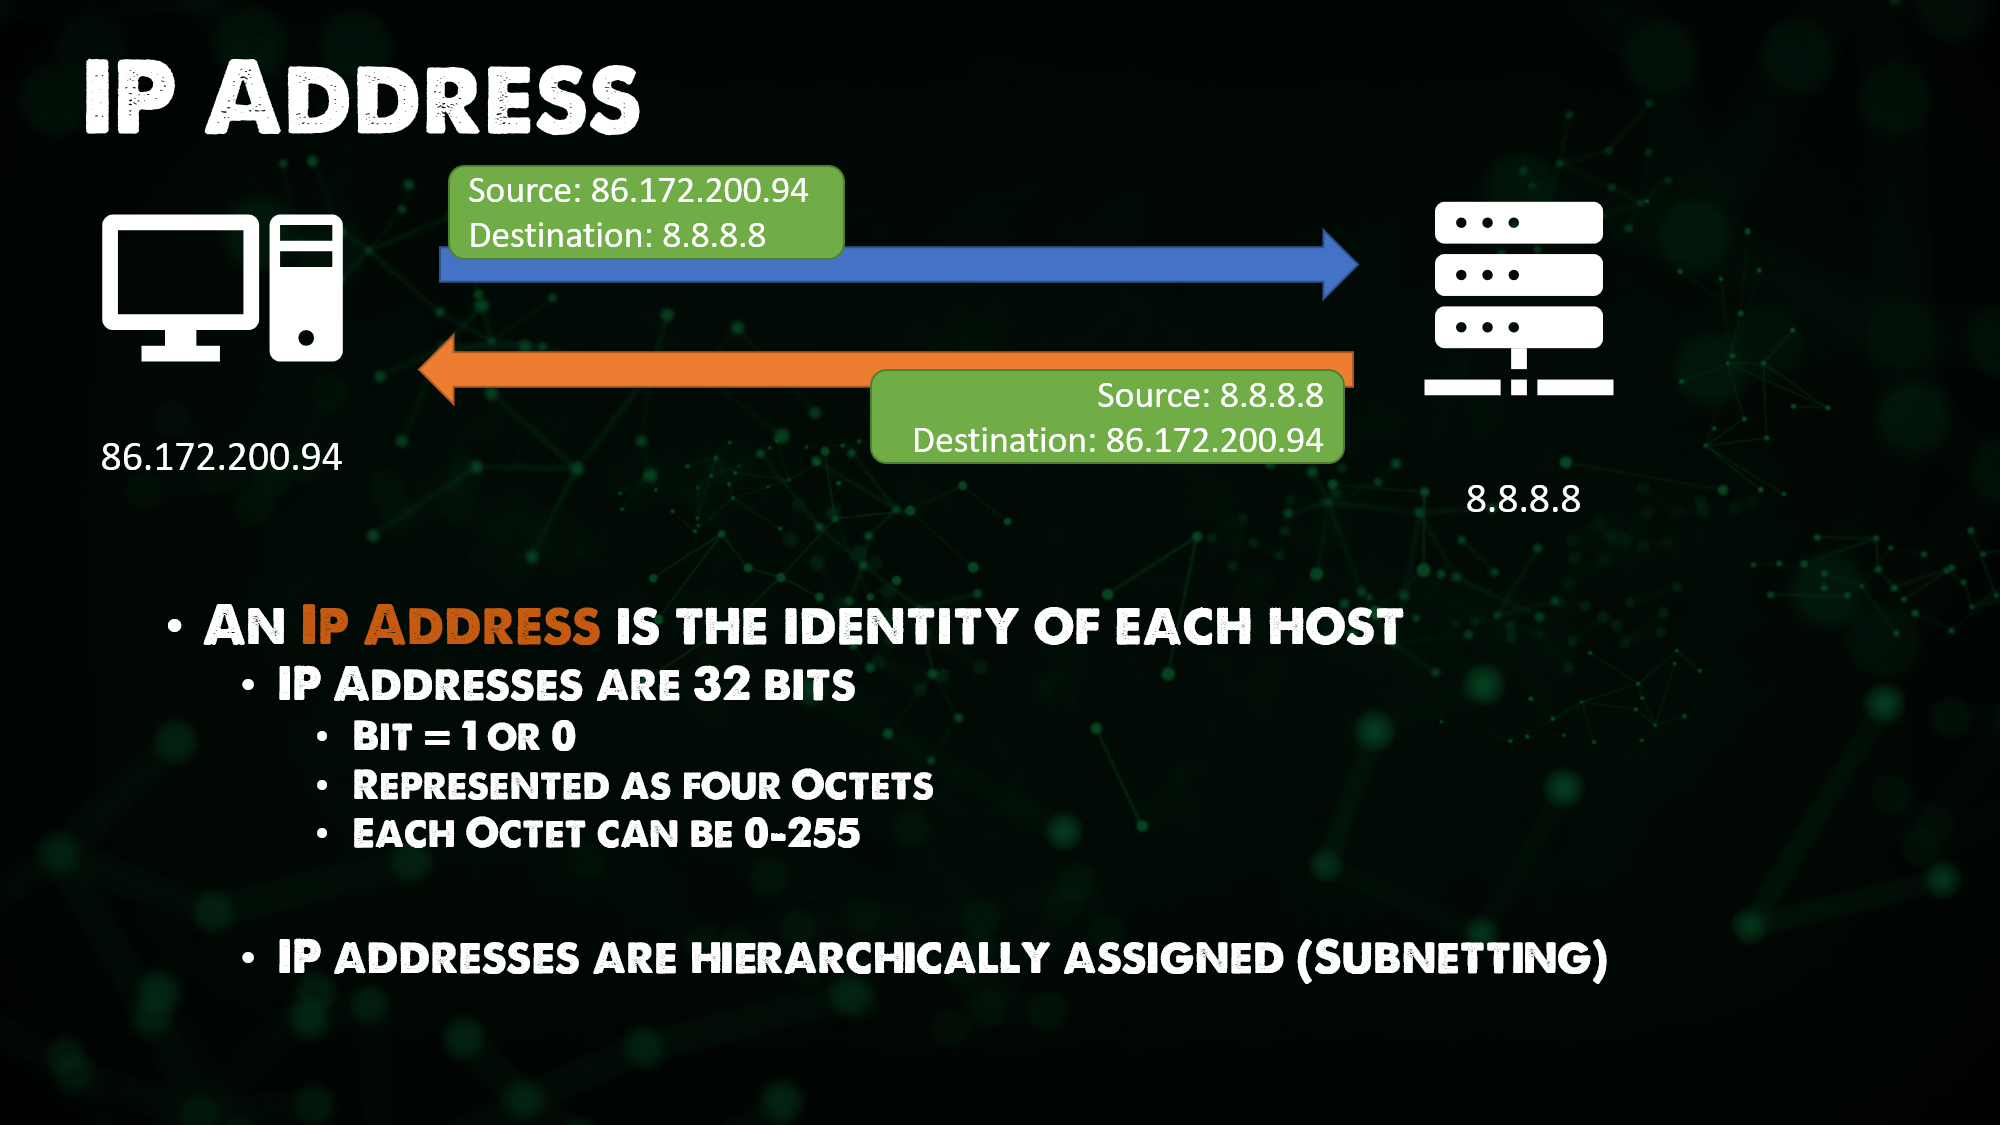 IP Address
Source: 86.172.200.94
Destination: 8.8.8.8
Source: 8.8.8.8
Destination: 86.172.200.94
86.172.200.94
8.8.8.8
• An Ip Address is the identity of each host
• IP Addresses are 32 bits
• Bit = 1 or 0
• Represented as four Octets
• Each Octet can be 0-255
• IP addresses are hierarchically assigned (Subnetting)